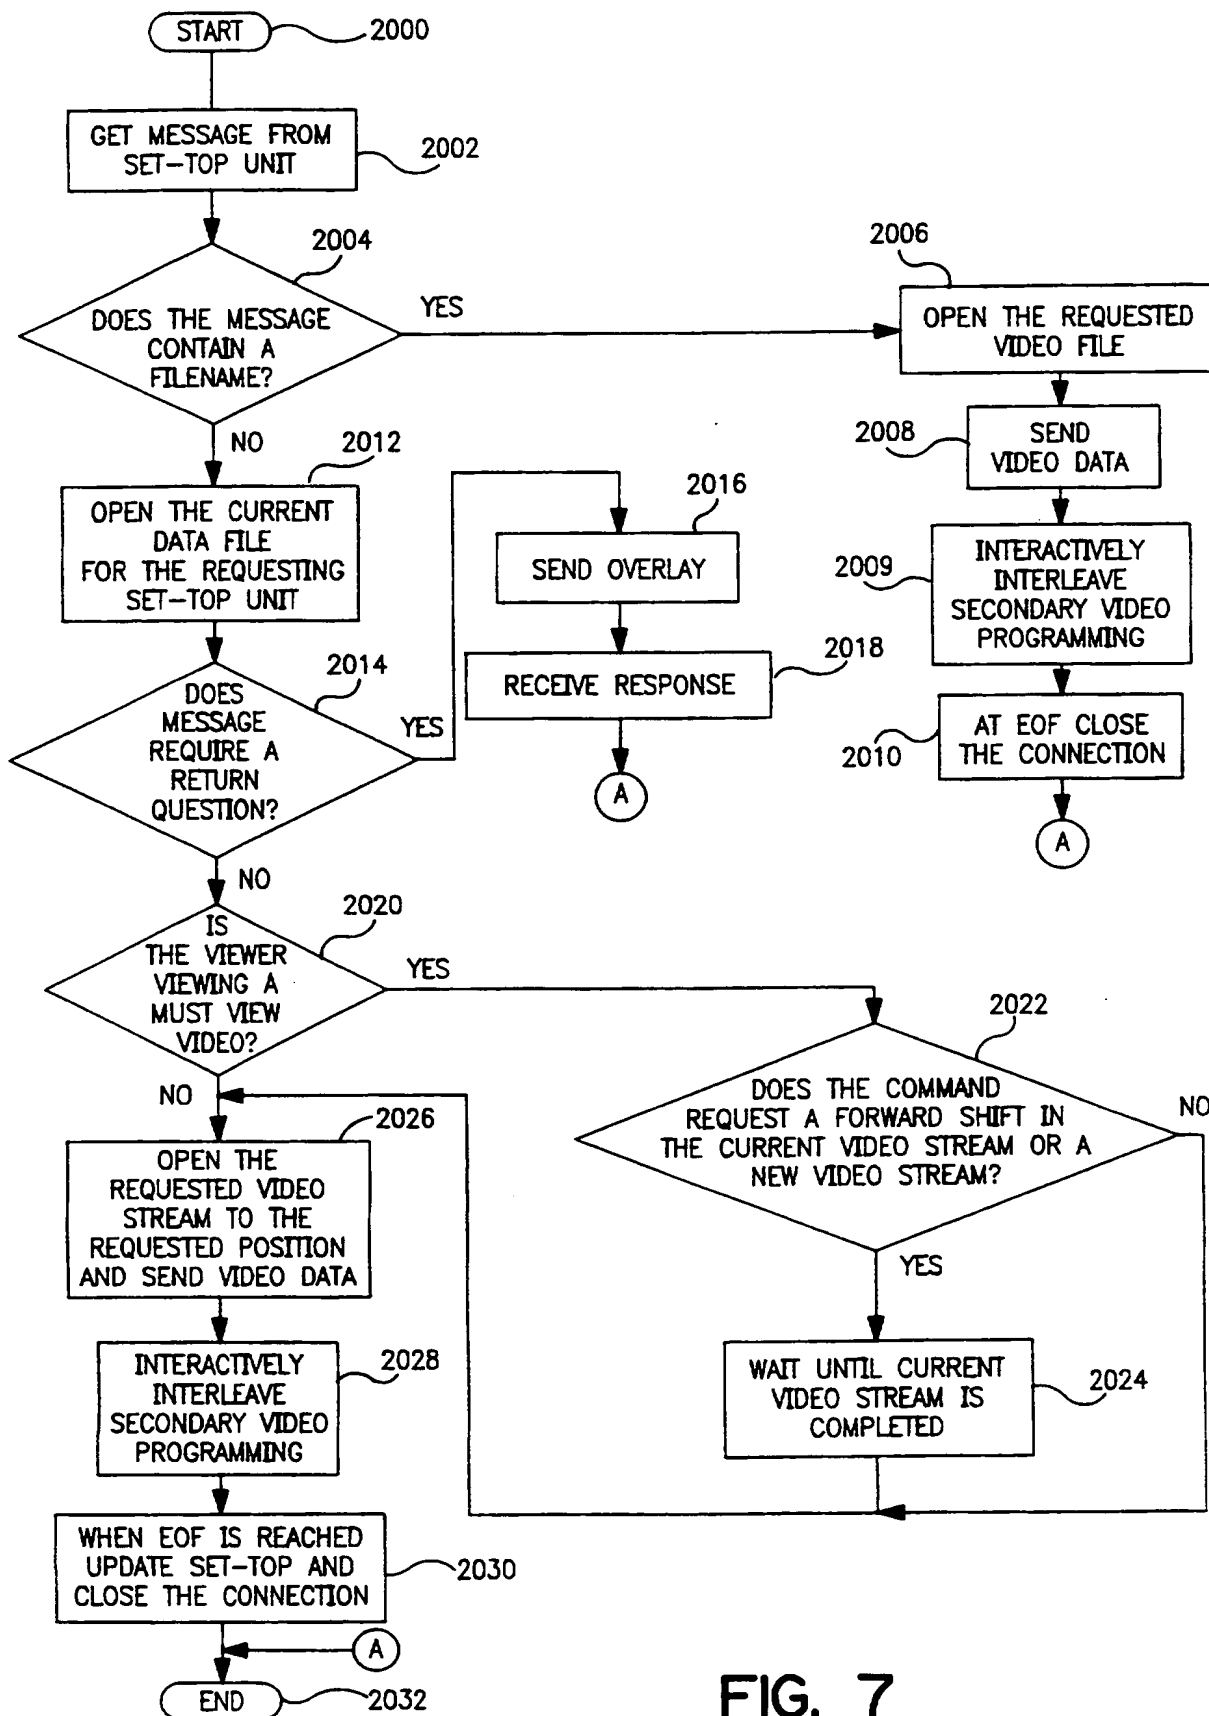 START
2000
GET MESSAGE FROM
SET-TOP UNIT
2002
2004
DOES THE MESSAGE
CONTAIN A
FILENAME?
YES
NO
2006
OPEN THE REQUESTED
VIDEO FILE
2008
SEND
VIDEO DATA
2009
INTERACTIVELY
INTERLEAVE
SECONDARY VIDEO
PROGRAMMING
2010
AT EOF CLOSE
THE CONNECTION
A
2012
OPEN THE CURRENT
DATA FILE
FOR THE REQUESTING
SET-TOP UNIT
2014
DOES
MESSAGE
REQUIRE A
RETURN
QUESTION?
YES
NO
2016
SEND OVERLAY
2018
RECEIVE RESPONSE
A
2020
IS
THE VIEWER
VIEWING A
MUST VIEW
VIDEO?
YES
NO
2022
DOES THE COMMAND
REQUEST A FORWARD SHIFT IN
THE CURRENT VIDEO STREAM OR A
NEW VIDEO STREAM?
NO
YES
WAIT UNTIL CURRENT
VIDEO STREAM IS
COMPLETED
2024
2026
OPEN THE
REQUESTED VIDEO
STREAM TO THE
REQUESTED POSITION
AND SEND VIDEO DATA
INTERACTIVELY
INTERLEAVE
SECONDARY VIDEO
PROGRAMMING
2028
WHEN EOF IS REACHED
UPDATE SET-TOP AND
CLOSE THE CONNECTION
2030
A
END
2032
FIG. 7